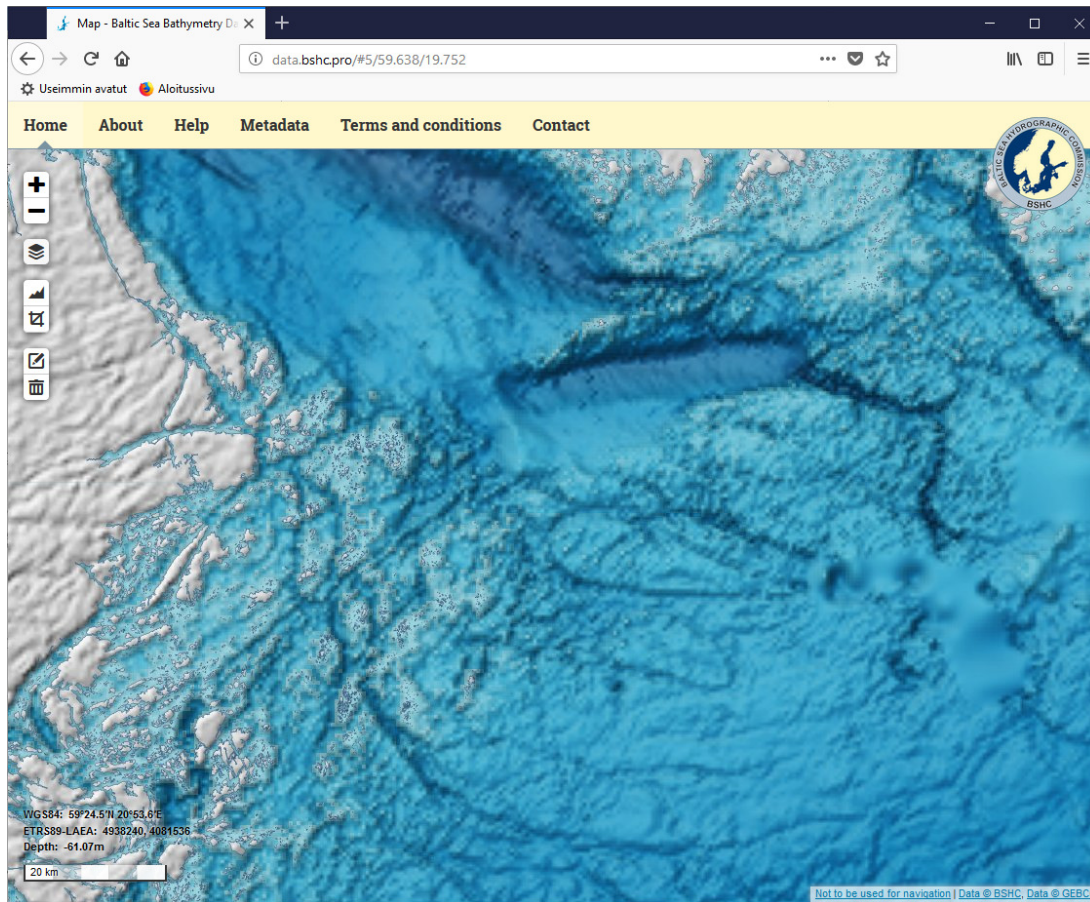 Map - Baltic Sea Bathymetry Da
data.bshc.pro/#5/59.638/19.752
Useimmin avatut Aloitussivu
Home About Help Metadata Terms and conditions Contact
BALTIC SEA HYDROGRAPHIC COMMISSION
BSHC
WGS84: 59°24.5'N 20°53.6'E
ETRS89-LAEA: 4938240, 4081536
Depth: -61.07m
20 km
Not to be used for navigation | Data © BSHC, Data © GEBC